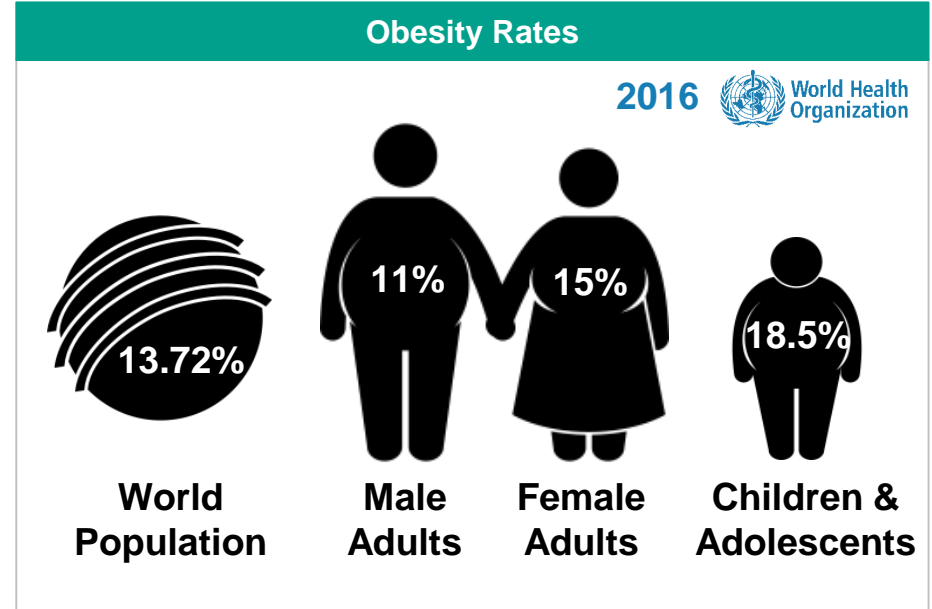 Obesity Rates
2016
World Health
Organization
13.72%
11%
15%
18.5%
World
Population
Male
Adults
Female
Adults
Children &
Adolescents